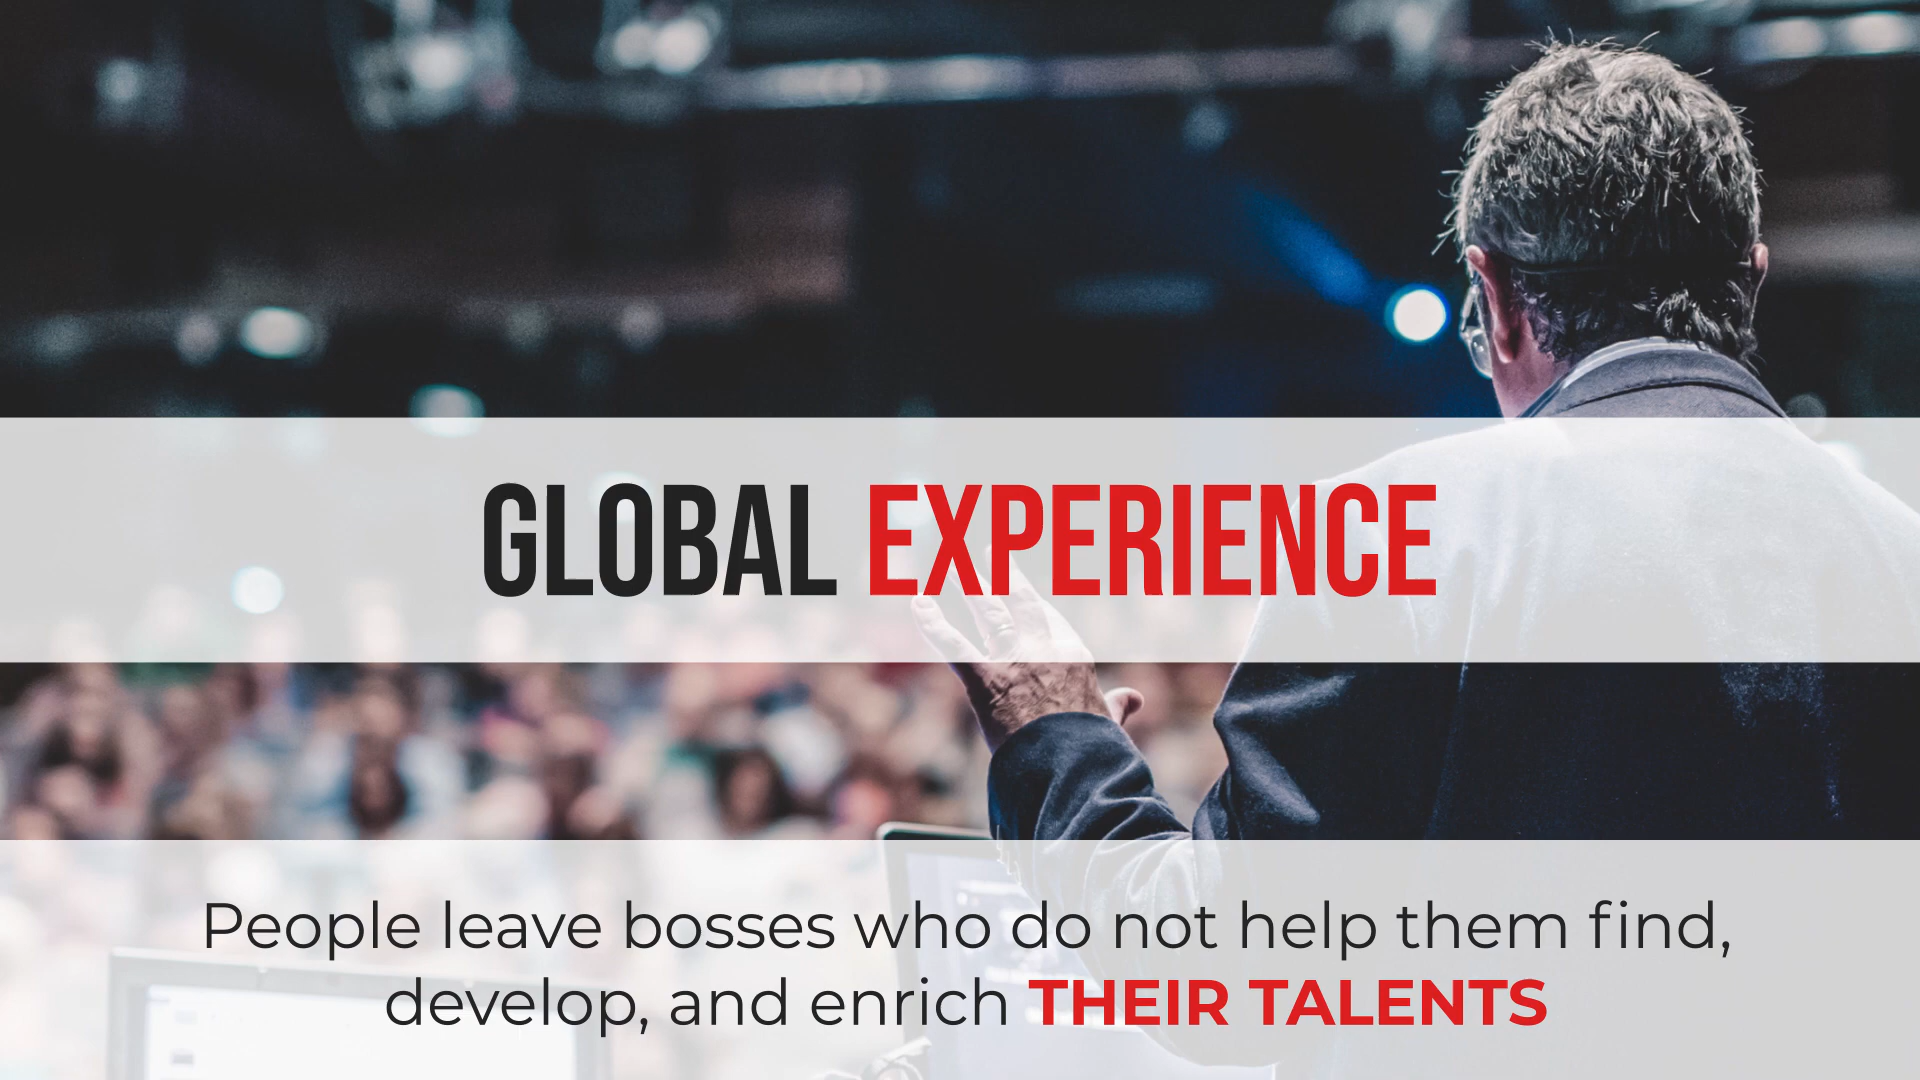 GLOBAL EXPERIENCE
People leave bosses who do not help them find,
develop, and enrich THEIR TALENTS